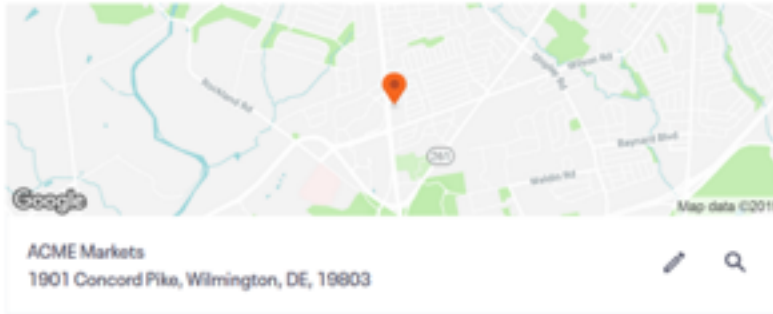 Rockland Rd
Wilson Rd
Shipley Rd
261
Baynard Blvd
Weldin Rd
Google
Map data ©201
ACME Markets
1901 Concord Pike, Wilmington, DE, 19803